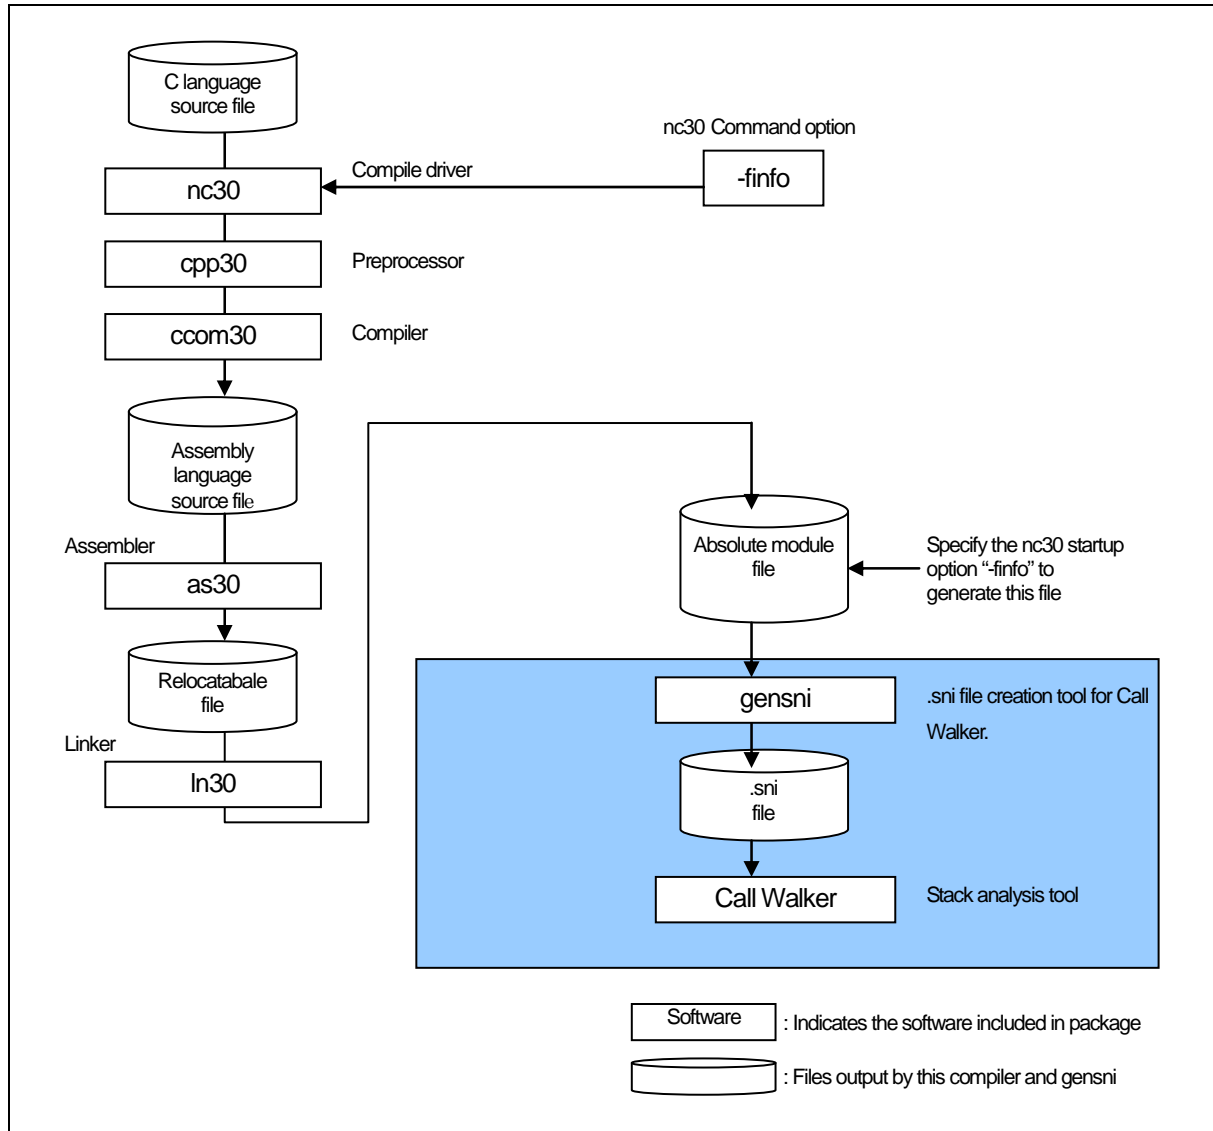 C language
source file
nc30 Command option
Compile driver
-finfo
nc30
cpp30
Preprocessor
ccom30
Compiler
Assembly
language
source file
Assembler
as30
Absolute module
file
Specify the nc30 startup
option “-finfo” to
generate this file
Relocatabale
file
Linker
ln30
gensni
.sni file creation tool for Call
Walker.
.sni
file
Call Walker
Stack analysis tool
Software
: Indicates the software included in package
: Files output by this compiler and gensni